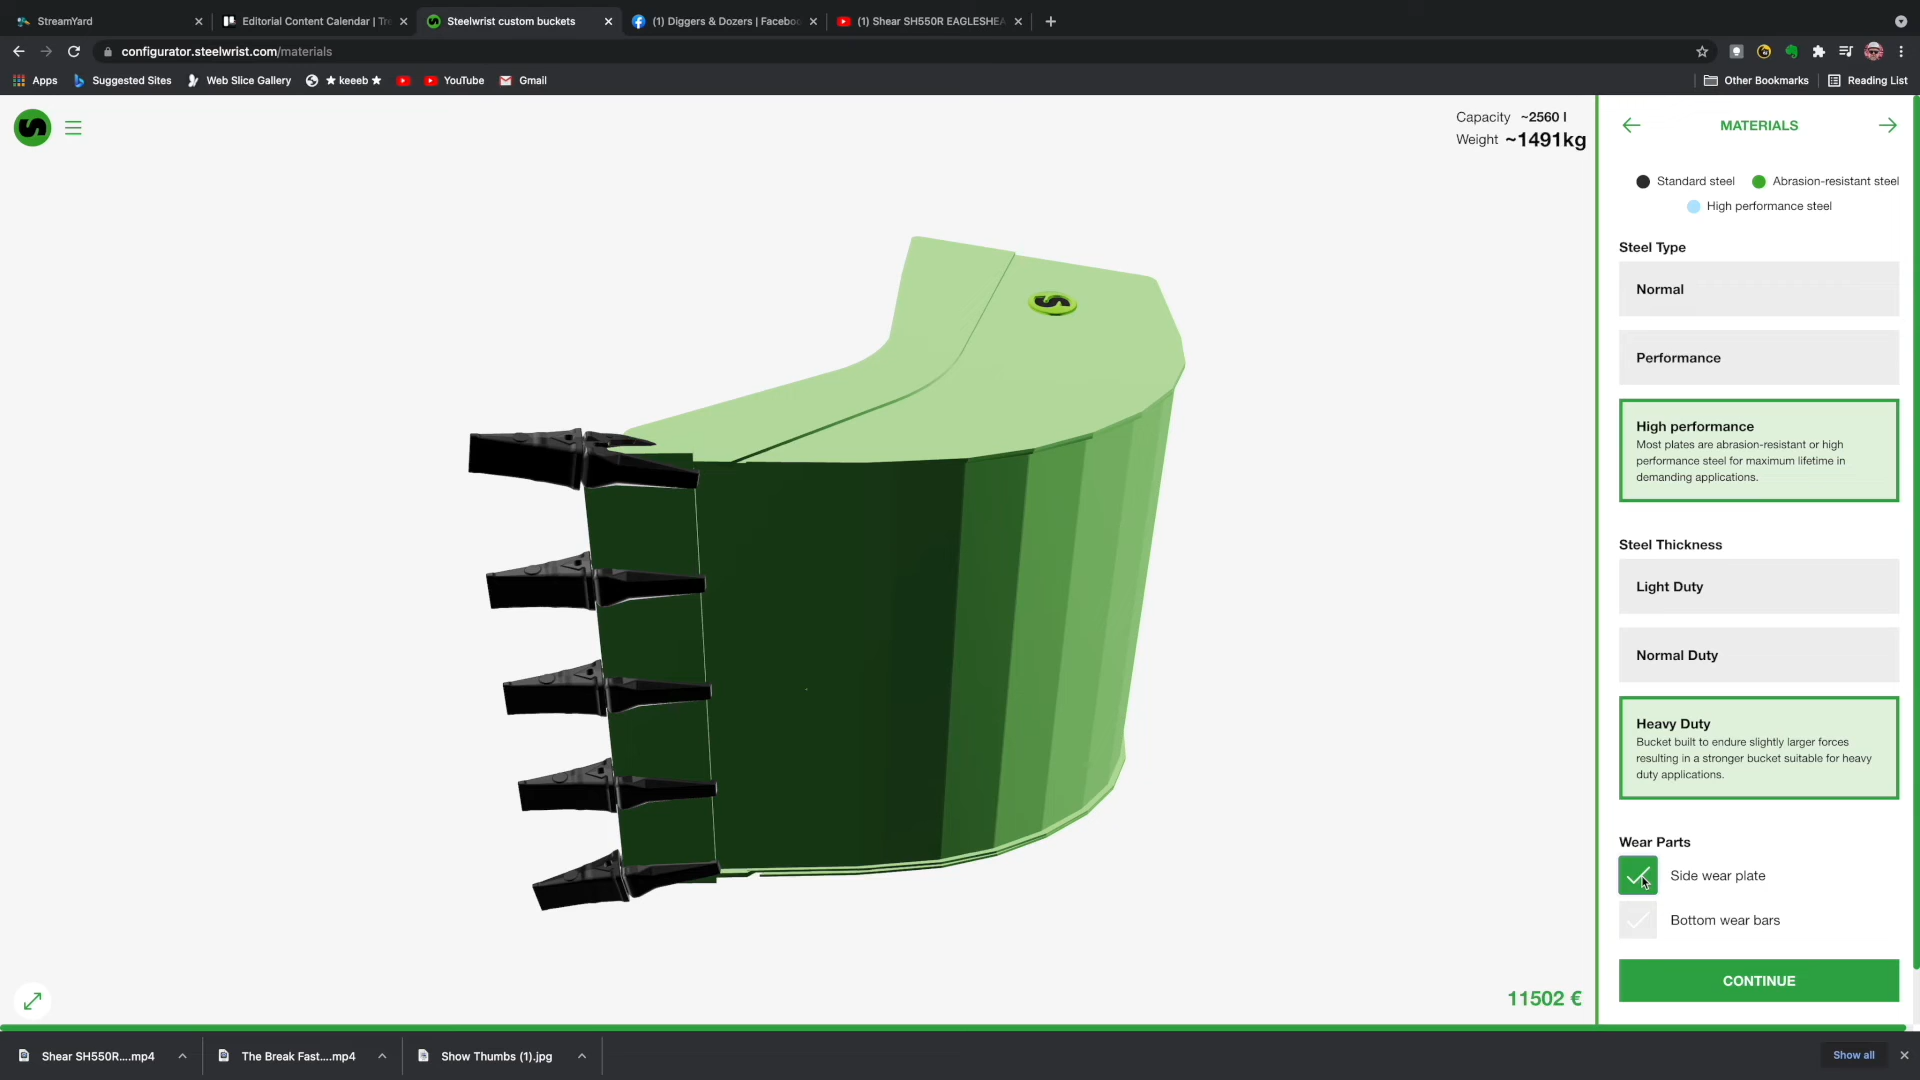 StreamYard
Editorial Content Calendar | Tre
Steelwrist custom buckets
(1) Diggers & Dozers | Faceboo
(1) Shear SH550R EAGLESHEA
configurator.steelwrist.com/materials
Apps
Suggested Sites
Web Slice Gallery
★ keeeb ★
YouTube
Gmail
Other Bookmarks
Reading List
Capacity ~2560 l
Weight ~1491kg
MATERIALS
Standard steel
Abrasion-resistant steel
High performance steel
Steel Type
Normal
Performance
High performance
Most plates are abrasion-resistant or high
performance steel for maximum lifetime in
demanding applications.
Steel Thickness
Light Duty
Normal Duty
Heavy Duty
Bucket built to endure slightly larger forces
resulting in a stronger bucket suitable for heavy
duty applications.
Wear Parts
Side wear plate
Bottom wear bars
CONTINUE
11502 €
Shear SH550R....mp4
The Break Fast....mp4
Show Thumbs (1).jpg
Show all